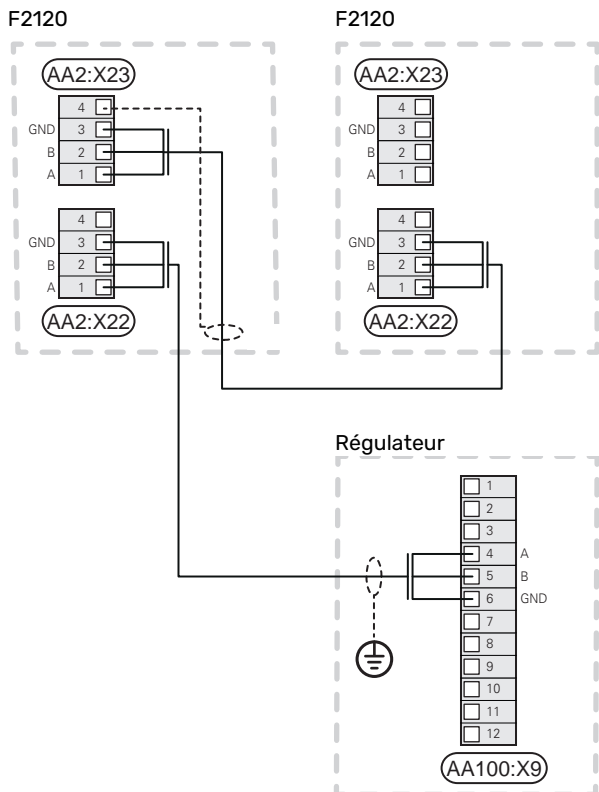 F2120
AA2:X23
4
GND 3
B 2
A 1
4
GND 3
B 2
A 1
AA2:X22
F2120
AA2:X23
4
GND 3
B 2
A 1
4
GND 3
B 2
A 1
AA2:X22
Régulateur
1
2
3
4 A
5 B
6 GND
7
8
9
10
11
12
AA100:X9